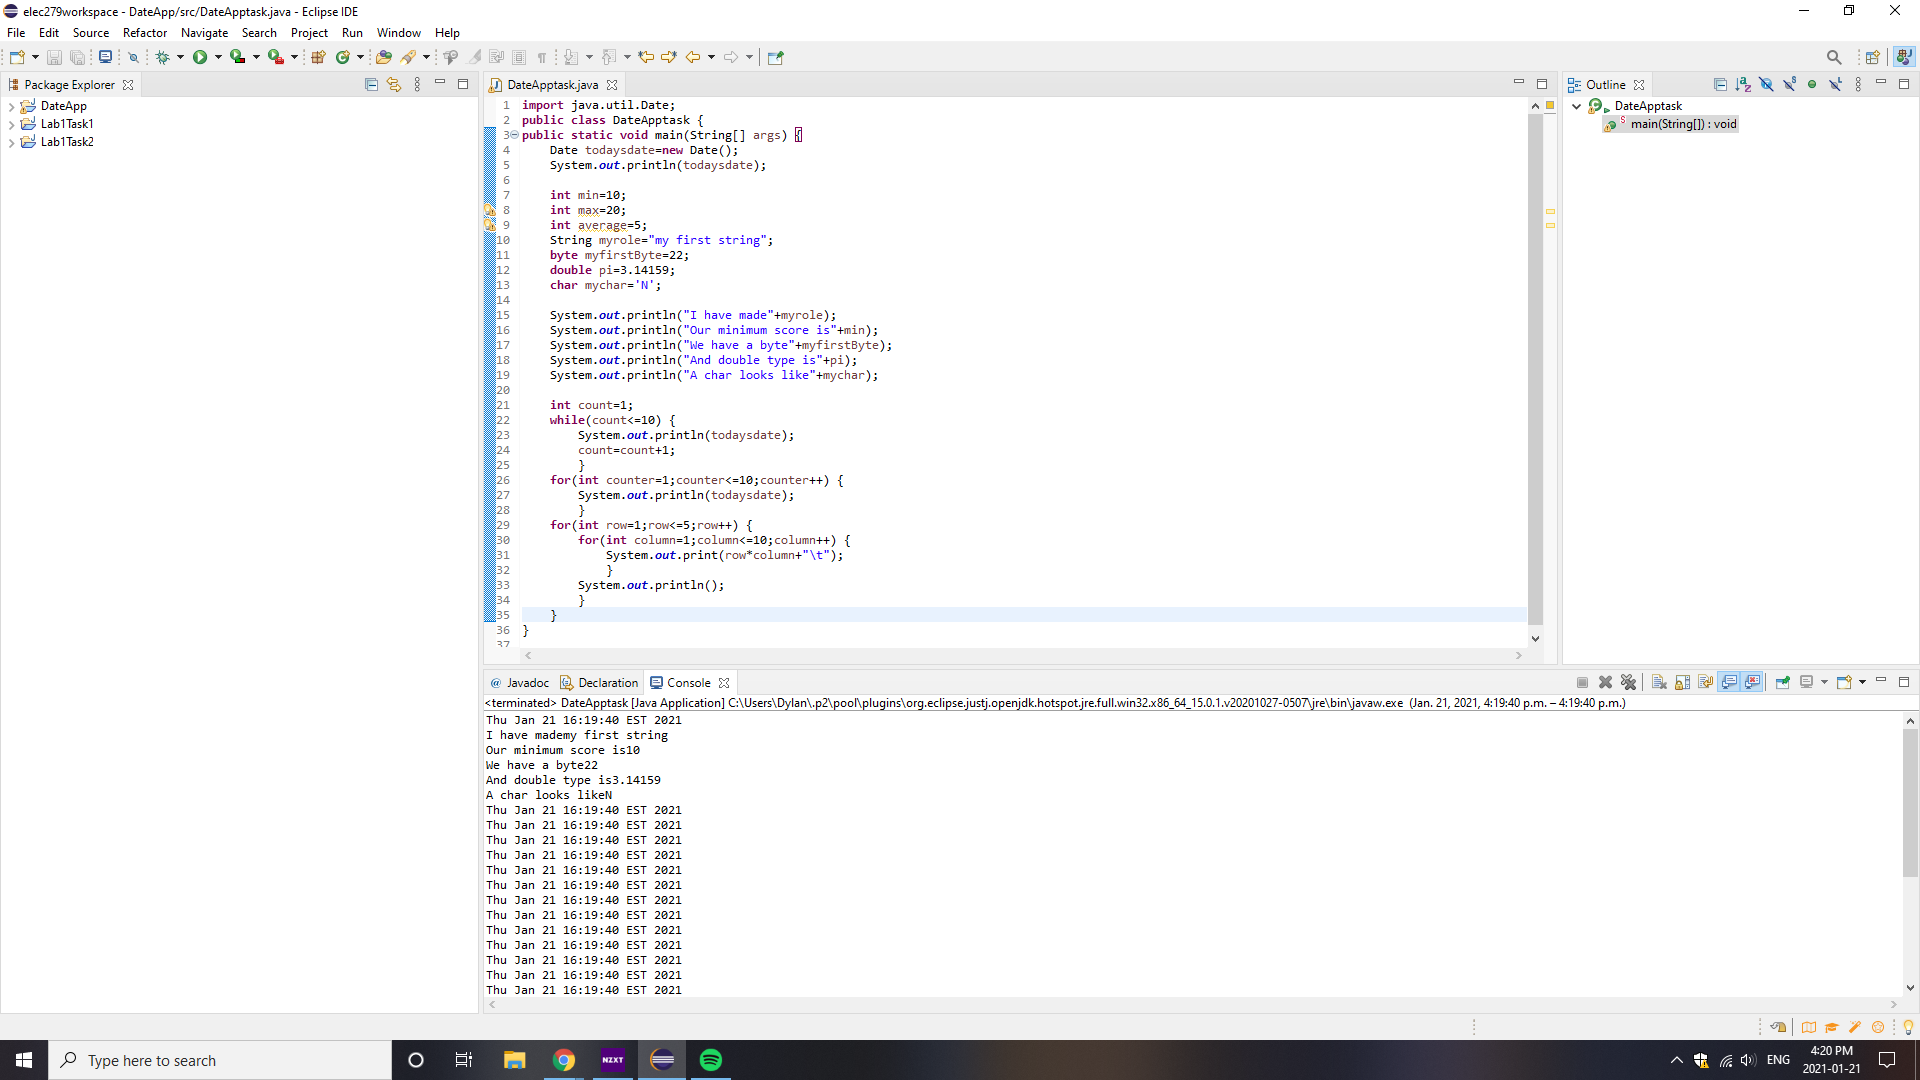 elec279workspace - DateApp/src/DateApptask.java - Eclipse IDE
File Edit Source Refactor Navigate Search Project Run Window Help
Package Explorer
DateApp
Lab1Task1
Lab1Task2
DateApptask.java
1 import java.util.Date;
2 public class DateApptask {
3 public static void main(String[] args) {
4 Date todaysdate=new Date();
5 System.out.println(todaysdate);
6
7 int min=10;
8 int max=20;
9 int average=5;
10 String myrole="my first string";
11 byte myfirstByte=22;
12 double pi=3.14159;
13 char mychar='N';
14
15 System.out.println("I have made"+myrole);
16 System.out.println("Our minimum score is"+min);
17 System.out.println("We have a byte"+myfirstByte);
18 System.out.println("And double type is"+pi);
19 System.out.println("A char looks like"+mychar);
20
21 int count=1;
22 while(count<=10) {
23 System.out.println(todaysdate);
24 count=count+1;
25 }
26 for(int counter=1;counter<=10;counter++) {
27 System.out.println(todaysdate);
28 }
29 for(int row=1;row<=5;row++) {
30 for(int column=1;column<=10;column++) {
31 System.out.print(row*column+"\t");
32 }
33 System.out.println();
34 }
35 }
36 }
37
Outline
DateApptask
main(String[]) : void
@ Javadoc Declaration Console
<terminated> DateApptask [Java Application] C:\Users\Dylan\.p2\pool\plugins\org.eclipse.justj.openjdk.hotspot.jre.full.win32.x86_64_15.0.1.v20201027-0507\jre\bin\javaw.exe (Jan. 21, 2021, 4:19:40 p.m. – 4:19:40 p.m.)
Thu Jan 21 16:19:40 EST 2021
I have mademy first string
Our minimum score is10
We have a byte22
And double type is3.14159
A char looks likeN
Thu Jan 21 16:19:40 EST 2021
Thu Jan 21 16:19:40 EST 2021
Thu Jan 21 16:19:40 EST 2021
Thu Jan 21 16:19:40 EST 2021
Thu Jan 21 16:19:40 EST 2021
Thu Jan 21 16:19:40 EST 2021
Thu Jan 21 16:19:40 EST 2021
Thu Jan 21 16:19:40 EST 2021
Thu Jan 21 16:19:40 EST 2021
Thu Jan 21 16:19:40 EST 2021
Thu Jan 21 16:19:40 EST 2021
Thu Jan 21 16:19:40 EST 2021
Thu Jan 21 16:19:40 EST 2021
Type here to search
NZXT
ENG
4:20 PM
2021-01-21